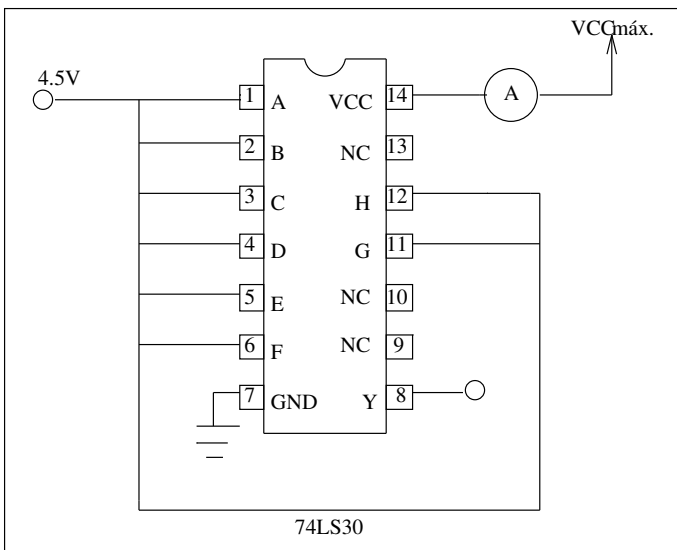 VCCmáx.
4.5V
1 A VCC 14 A
2 B NC 13
3 C H 12
4 D G 11
5 E NC 10
6 F NC 9
7 GND Y 8
74LS30